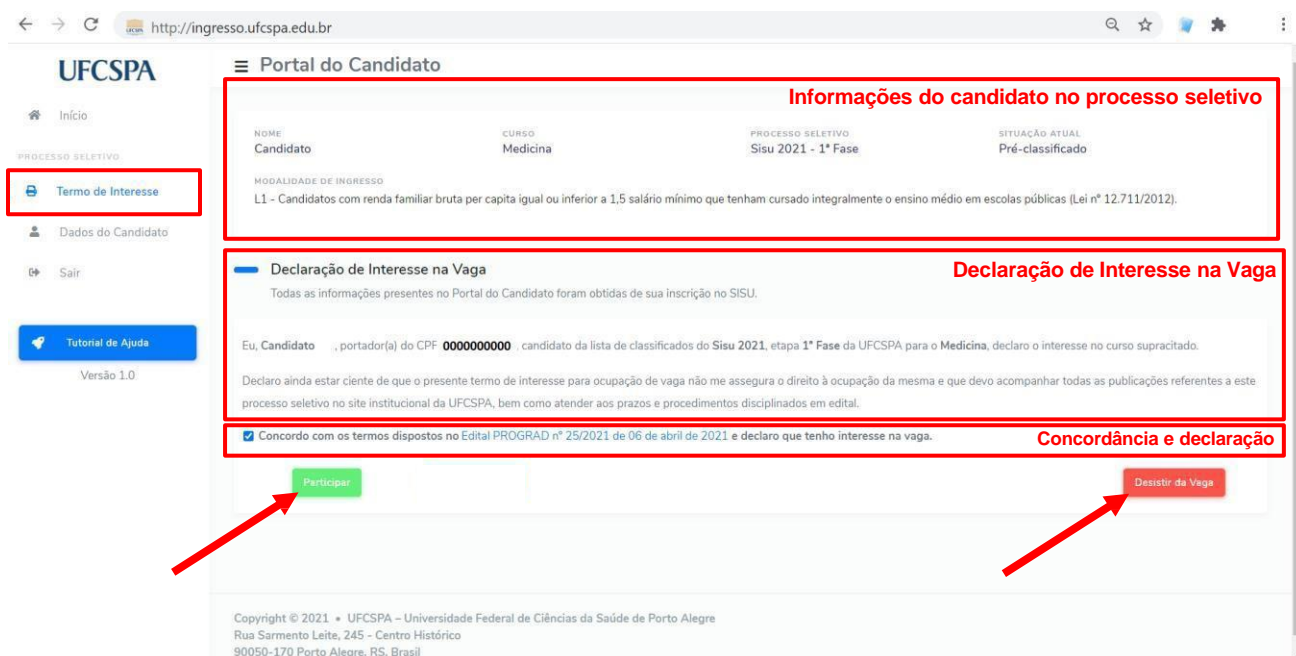 http://ingresso.ufcspa.edu.br
UFCSPA
Portal do Candidato
Início
PROCESSO SELETIVO
Termo de Interesse
Dados do Candidato
Sair
Tutorial de Ajuda
Versão 1.0
Informações do candidato no processo seletivo
NOME CURSO PROCESSO SELETIVO SITUAÇÃO ATUAL
Candidato Medicina Sisu 2021 - 1ª Fase Pré-classificado
MODALIDADE DE INGRESSO
L1 - Candidatos com renda familiar bruta per capita igual ou inferior a 1,5 salário mínimo que tenham cursado integralmente o ensino médio em escolas públicas (Lei nº 12.711/2012).
Declaração de Interesse na Vaga
Declaração de Interesse na Vaga
Todas as informações presentes no Portal do Candidato foram obtidas de sua inscrição no SISU.
Eu, Candidato , portador(a) do CPF 0000000000 , candidato da lista de classificados do Sisu 2021, etapa 1ª Fase da UFCSPA para o Medicina, declaro o interesse no curso supracitado.
Declaro ainda estar ciente de que o presente termo de interesse para ocupação de vaga não me assegura o direito à ocupação da mesma e que devo acompanhar todas as publicações referentes a este
processo seletivo no site institucional da UFCSPA, bem como atender aos prazos e procedimentos disciplinados em edital.
Concordo com os termos dispostos no Edital PROGRAD nº 25/2021 de 06 de abril de 2021 e declaro que tenho interesse na vaga.
Concordância e declaração
Participar
Desistir da Vaga
Copyright © 2021 • UFCSPA – Universidade Federal de Ciências da Saúde de Porto Alegre
Rua Sarmento Leite, 245 - Centro Histórico
90050-170 Porto Alegre, RS, Brasil